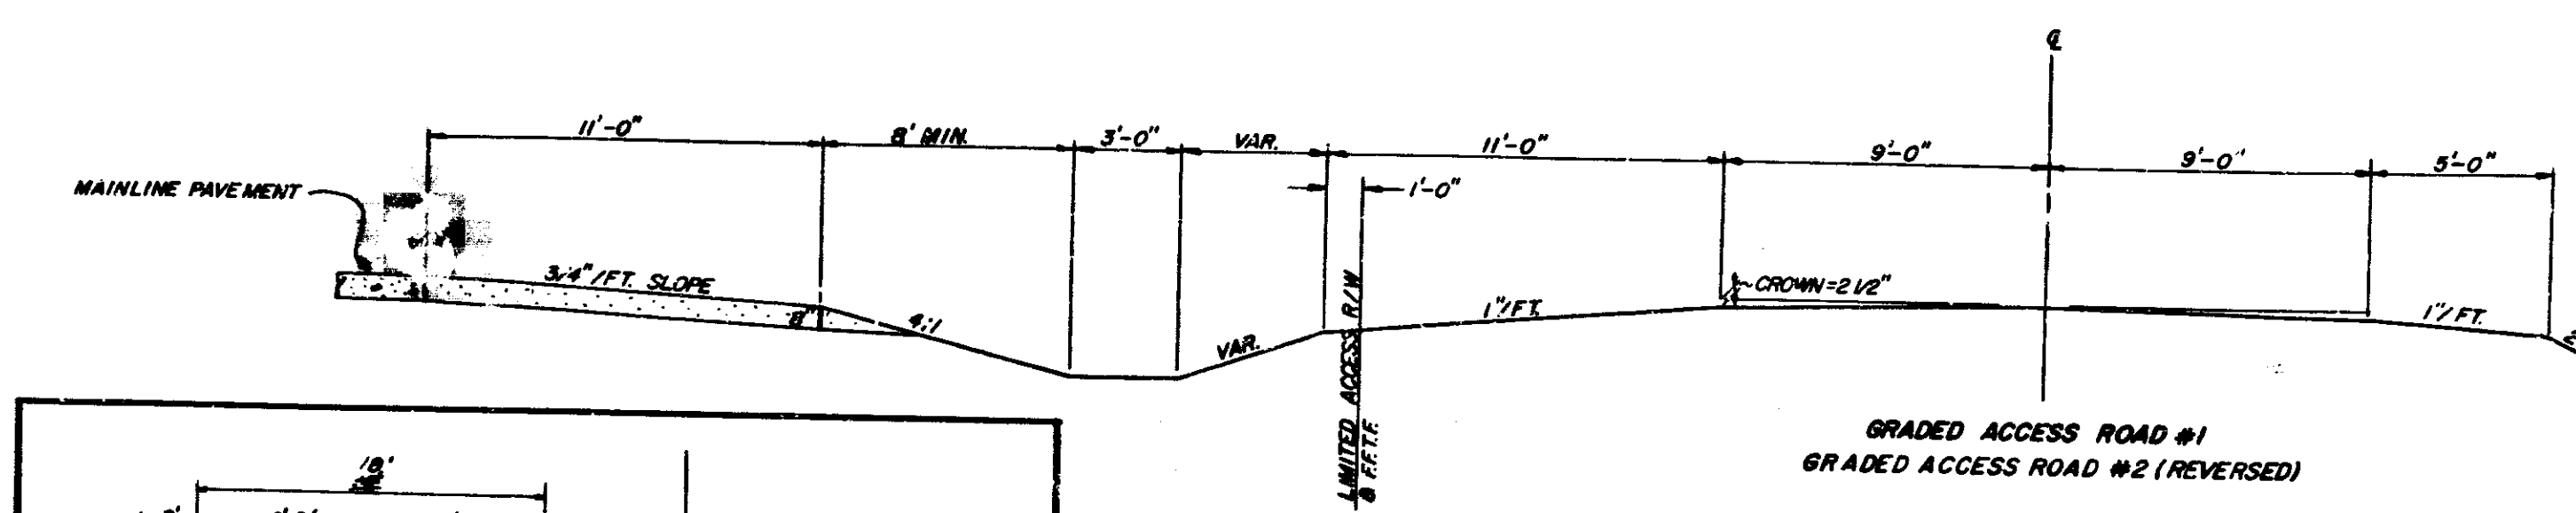 ℄
11'-0"
8' MIN.
3'-0"
VAR.
11'-0"
9'-0"
9'-0"
5'-0"
1'-0"
MAINLINE PAVEMENT
3/4"/FT. SLOPE
8"
4:1
VAR.
LIMITED ACCESS R/W
& F.F.T.F.
1"/FT.
CROWN=2 1/2"
1"/FT.
GRADED ACCESS ROAD #1
GRADED ACCESS ROAD #2 (REVERSED)
18'